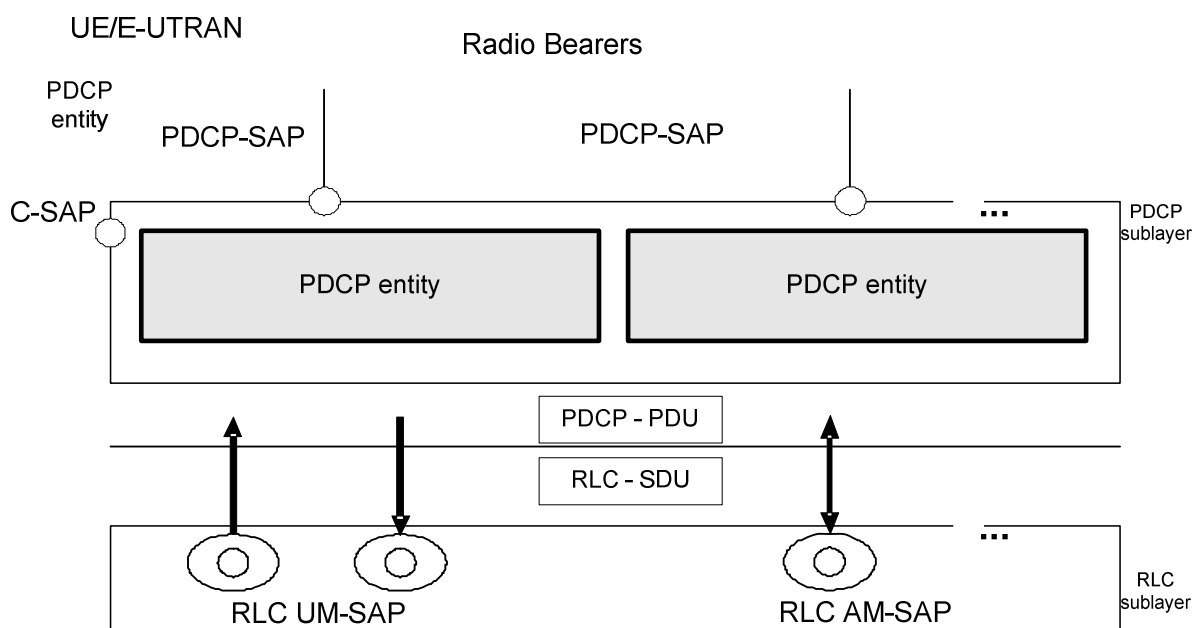 UE/E-UTRAN
Radio Bearers
PDCP
entity
PDCP-SAP
PDCP-SAP
C-SAP
...
PDCP
sublayer
PDCP entity
PDCP entity
PDCP - PDU
RLC - SDU
...
RLC UM-SAP
RLC AM-SAP
RLC
sublayer